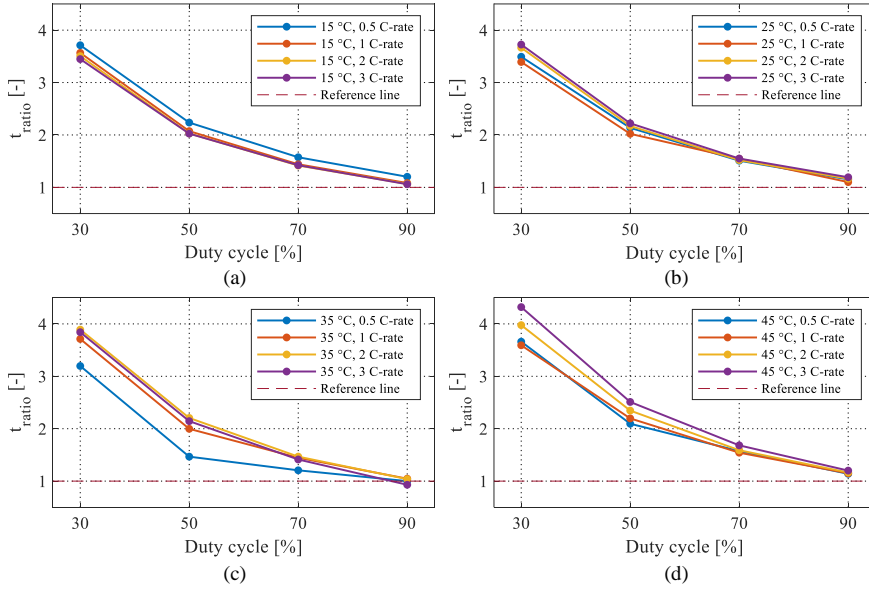 4
3
2
1
t_ratio [-]
15 °C, 0.5 C-rate
15 °C, 1 C-rate
15 °C, 2 C-rate
15 °C, 3 C-rate
Reference line
30 50 70 90
Duty cycle [%]
(a)
4
3
2
1
t_ratio [-]
25 °C, 0.5 C-rate
25 °C, 1 C-rate
25 °C, 2 C-rate
25 °C, 3 C-rate
Reference line
30 50 70 90
Duty cycle [%]
(b)
4
3
2
1
t_ratio [-]
35 °C, 0.5 C-rate
35 °C, 1 C-rate
35 °C, 2 C-rate
35 °C, 3 C-rate
Reference line
30 50 70 90
Duty cycle [%]
(c)
4
3
2
1
t_ratio [-]
45 °C, 0.5 C-rate
45 °C, 1 C-rate
45 °C, 2 C-rate
45 °C, 3 C-rate
Reference line
30 50 70 90
Duty cycle [%]
(d)